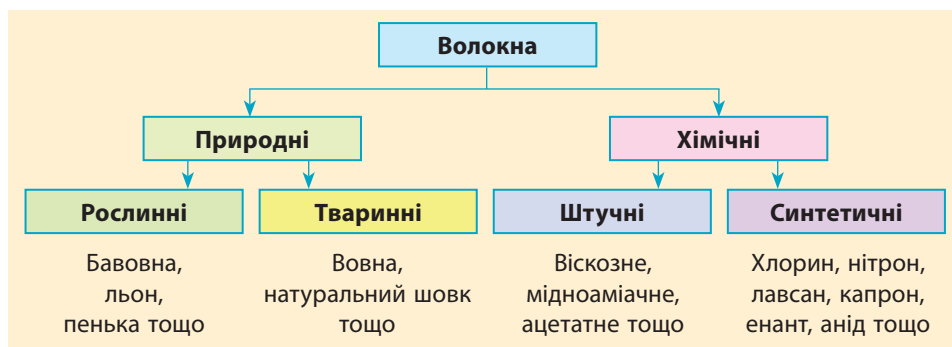 Волокна
Природні
Хімічні
Рослинні
Тваринні
Штучні
Синтетичні
Бавовна,
льон,
пенька тощо
Вовна,
натуральний шовк
тощо
Віскозне,
мідноаміачне,
ацетатне тощо
Хлорин, нітрон,
лавсан, капрон,
енант, анід тощо